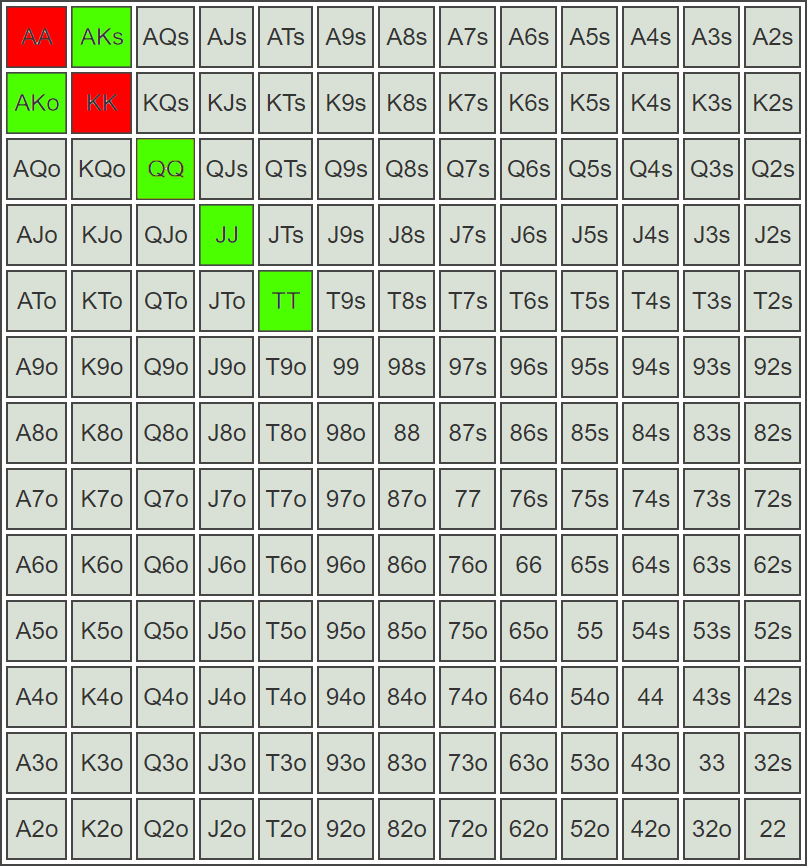 AA AKs AQs AJs ATs A9s A8s A7s A6s A5s A4s A3s A2s
AKo KK KQs KJs KTs K9s K8s K7s K6s K5s K4s K3s K2s
AQo KQo QQ QJs QTs Q9s Q8s Q7s Q6s Q5s Q4s Q3s Q2s
AJo KJo QJo JJ JTs J9s J8s J7s J6s J5s J4s J3s J2s
ATo KTo QTo JTo TT T9s T8s T7s T6s T5s T4s T3s T2s
A9o K9o Q9o J9o T9o 99 98s 97s 96s 95s 94s 93s 92s
A8o K8o Q8o J8o T8o 98o 88 87s 86s 85s 84s 83s 82s
A7o K7o Q7o J7o T7o 97o 87o 77 76s 75s 74s 73s 72s
A6o K6o Q6o J6o T6o 96o 86o 76o 66 65s 64s 63s 62s
A5o K5o Q5o J5o T5o 95o 85o 75o 65o 55 54s 53s 52s
A4o K4o Q4o J4o T4o 94o 84o 74o 64o 54o 44 43s 42s
A3o K3o Q3o J3o T3o 93o 83o 73o 63o 53o 43o 33 32s
A2o K2o Q2o J2o T2o 92o 82o 72o 62o 52o 42o 32o 22